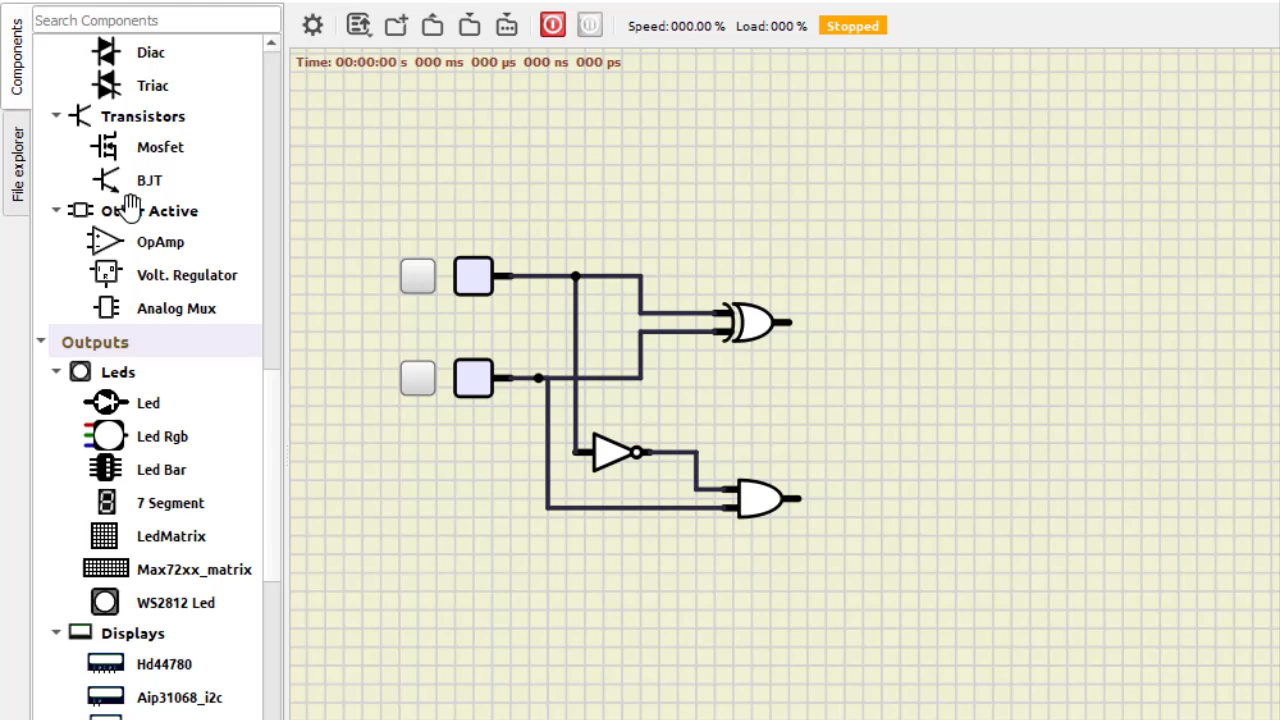 Components
File explorer
Search Components
Diac
Triac
Transistors
Mosfet
BJT
Active
OpAmp
Volt. Regulator
Analog Mux
Outputs
Leds
Led
Led Rgb
Led Bar
7 Segment
LedMatrix
Max72xx_matrix
WS2812 Led
Displays
Hd44780
Aip31068_i2c
Speed:000.00 % Load:000 % Stopped
Time: 00:00:00 s 000 ms 000 µs 000 ns 000 ps